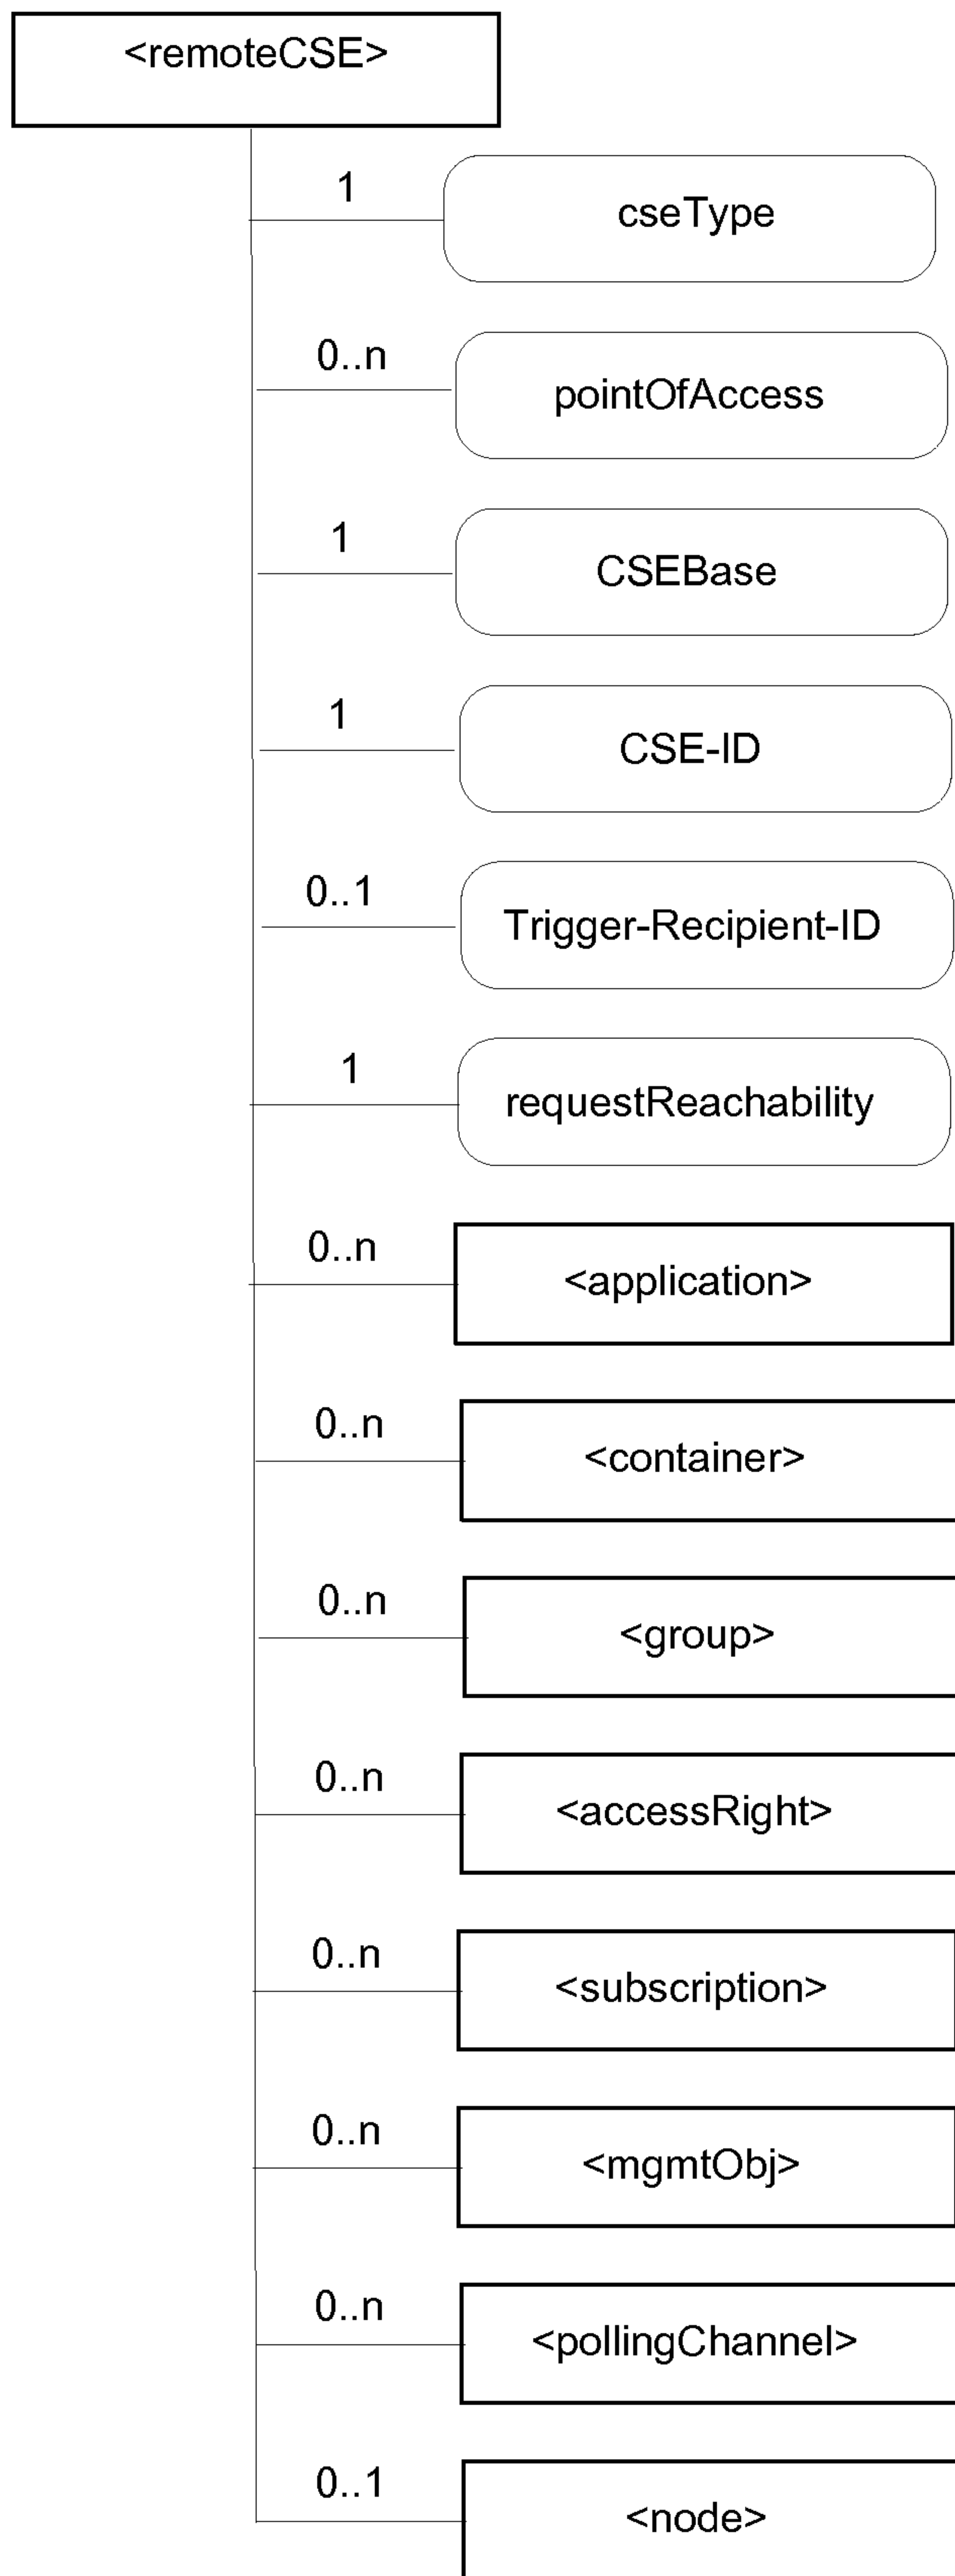 <remoteCSE>
1
cseType
0..n
pointOfAccess
1
CSEBase
1
CSE-ID
0..1
Trigger-Recipient-ID
1
requestReachability
0..n
<application>
0..n
<container>
0..n
<group>
0..n
<accessRight>
0..n
<subscription>
0..n
<mgmtObj>
0..n
<pollingChannel>
0..1
<node>